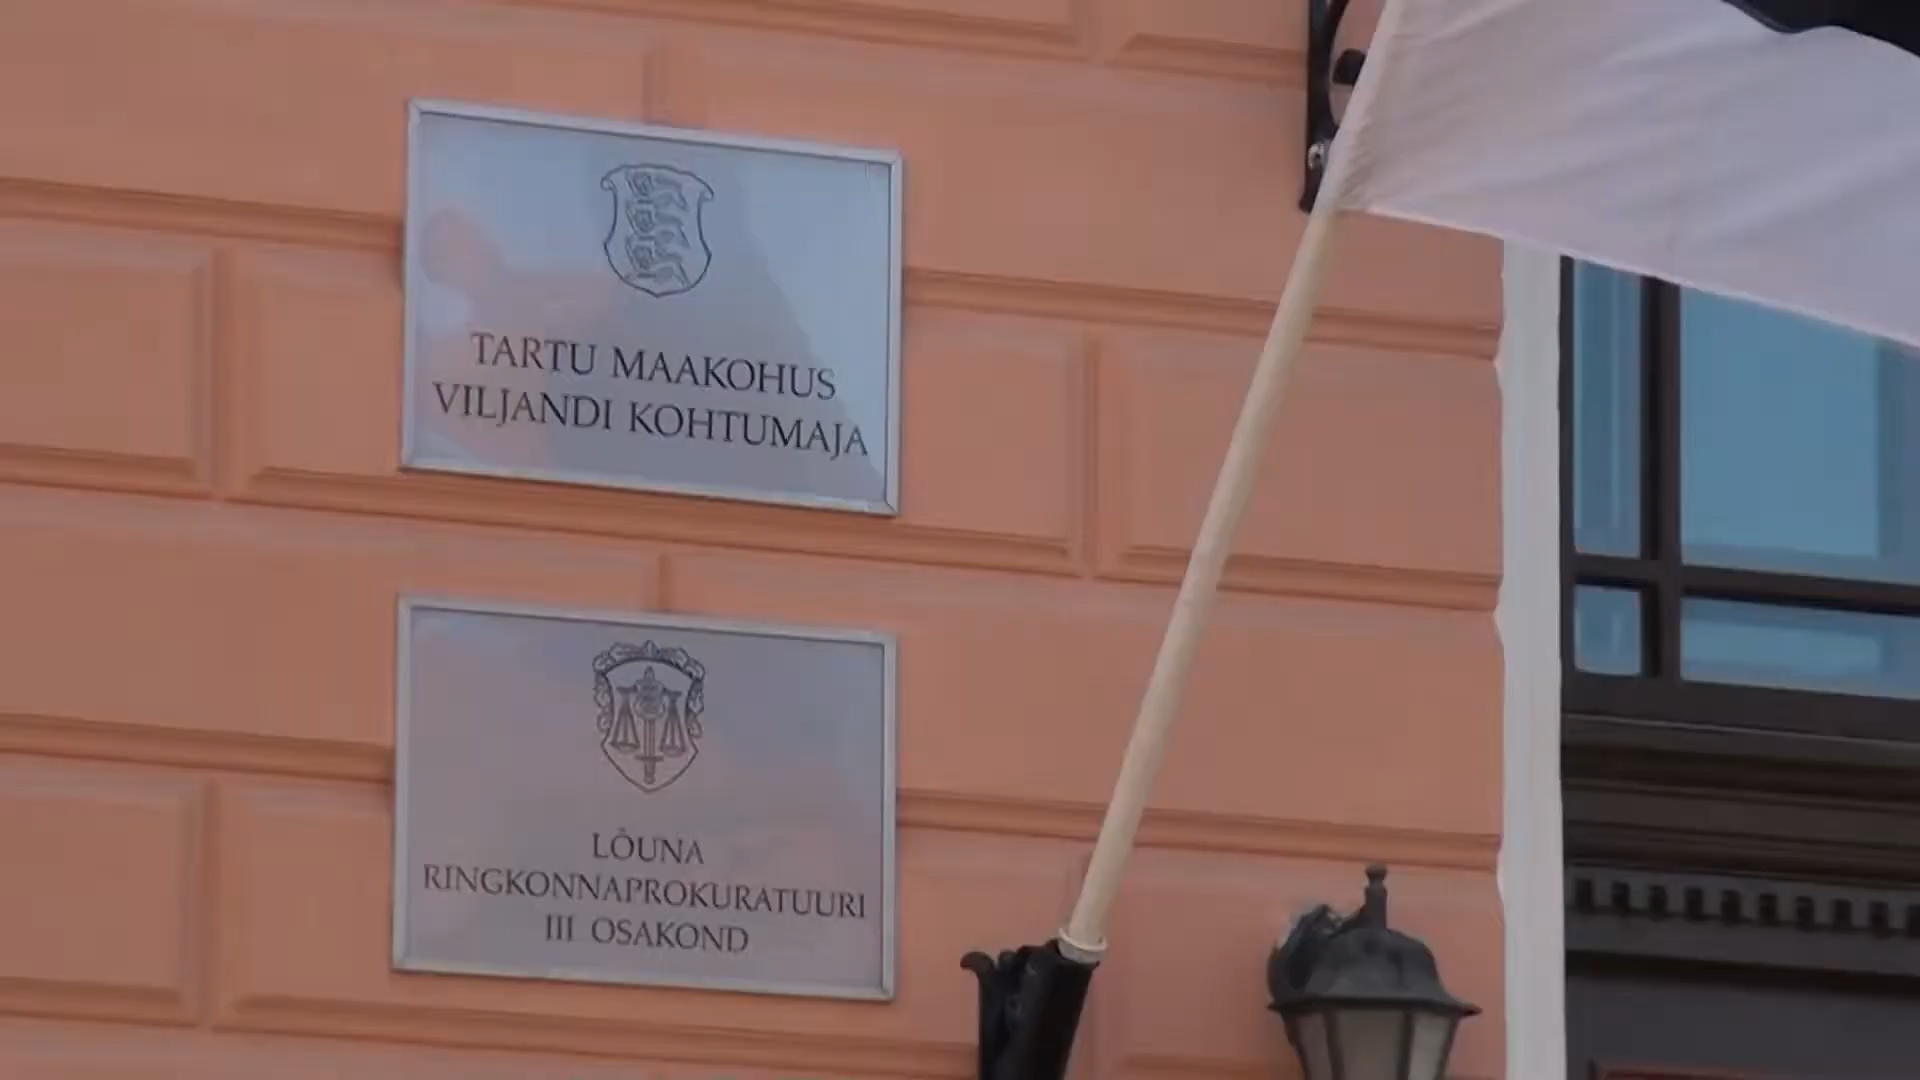 TARTU MAAKOHUS
VILJANDI KOHTUMAJA
LÕUNA
RINGKONNAPROKURATUURI
III OSAKOND